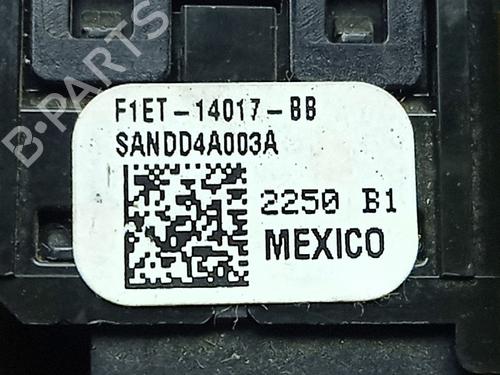 B-PARTS
F1ET-14017-BB
SANDD4A003A
2250 B1
MEXICO